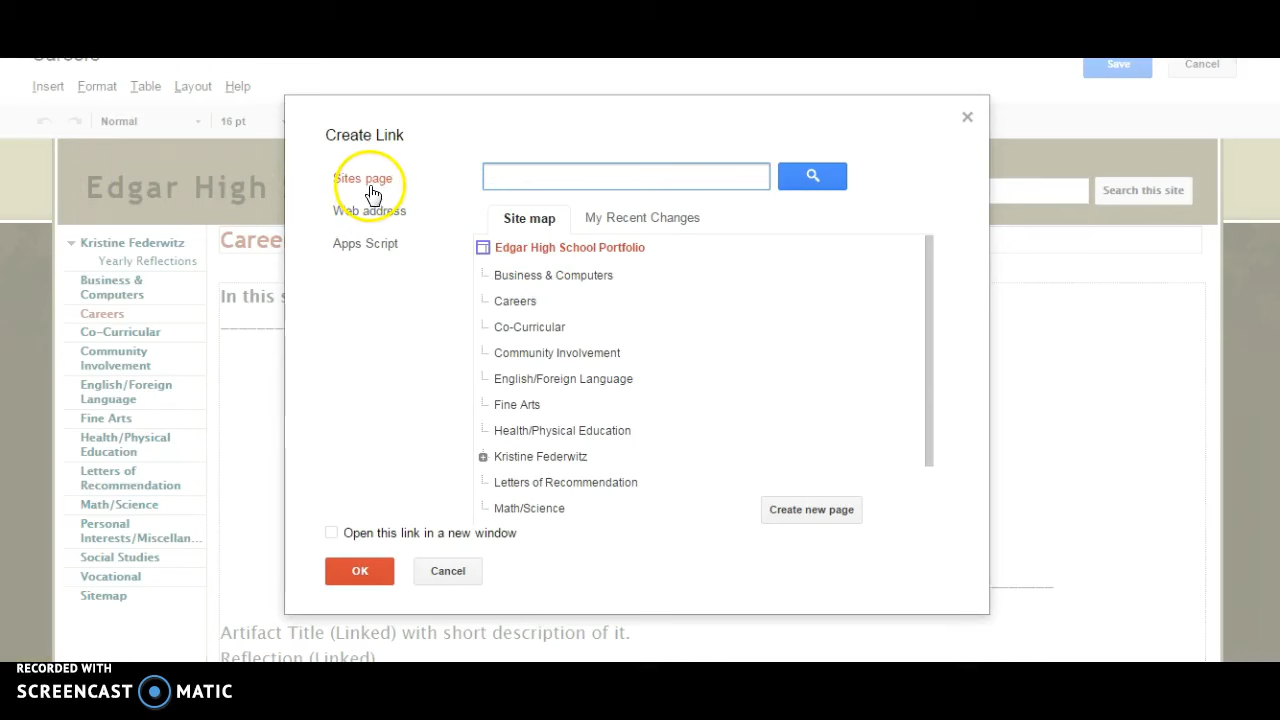 Careers
Save
Cancel
Insert
Format
Table
Layout
Help
Normal
16 pt
Edgar High S
Search this site
Kristine Federwitz
Yearly Reflections
Business &
Computers
Careers
Co-Curricular
Community
Involvement
English/Foreign
Language
Fine Arts
Health/Physical
Education
Letters of
Recommendation
Math/Science
Personal
Interests/Miscellan...
Social Studies
Vocational
Sitemap
Caree
In this s
Create Link
Sites page
Web address
Apps Script
Site map
My Recent Changes
Edgar High School Portfolio
Business & Computers
Careers
Co-Curricular
Community Involvement
English/Foreign Language
Fine Arts
Health/Physical Education
Kristine Federwitz
Letters of Recommendation
Math/Science
Create new page
Open this link in a new window
OK
Cancel
Artifact Title (Linked) with short description of it.
Reflection (Linked)
RECORDED WITH
SCREENCAST MATIC